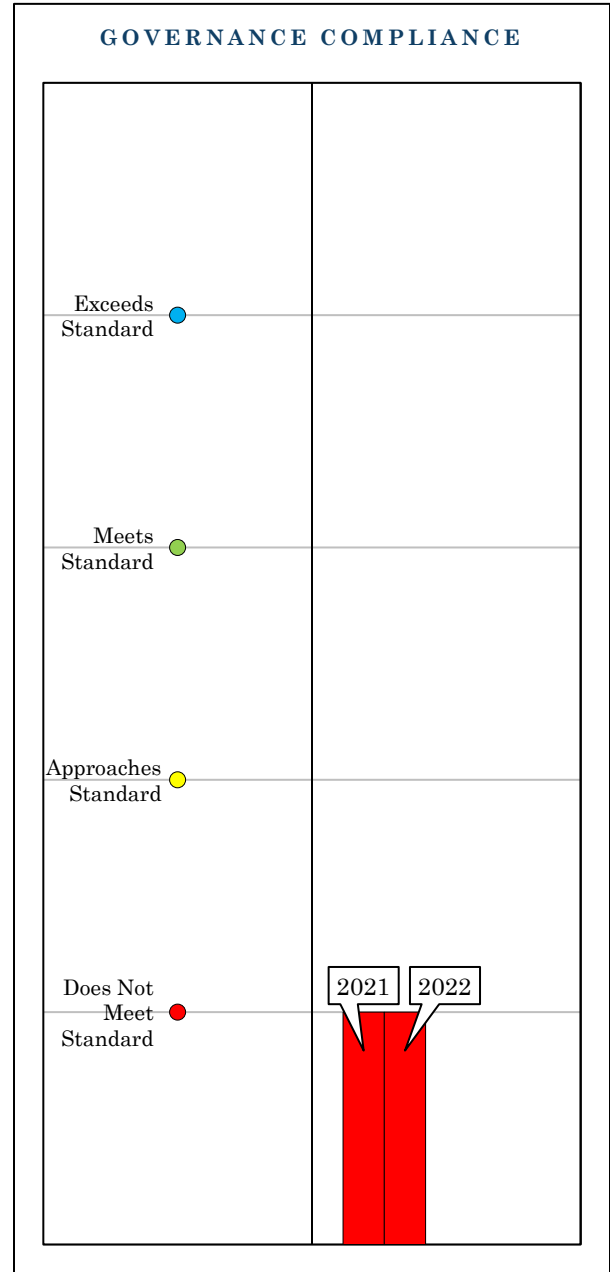 GOVERNANCE COMPLIANCE
Exceeds
Standard
Meets
Standard
Approaches
Standard
Does Not
Meet
Standard
2021
2022